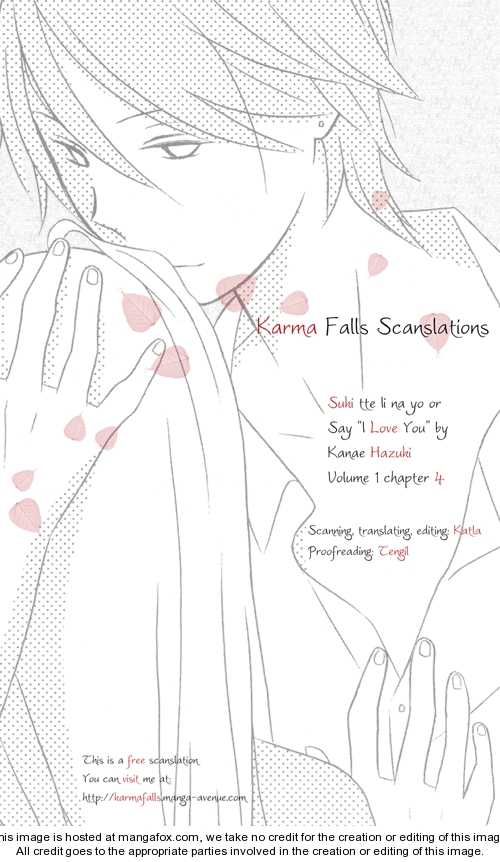 Karma Falls Scanslations
Suki tte Ii na yo or
Say "I Love You" by
Kanae Hazuki
Volume 1 chapter 4
Scanning, translating, editing: Katla
Proofreading: Tengil
This is a free scanslation
You can visit me at:
http://karmafalls.manga-avenue.com
his image is hosted at mangafox.com, we take no credit for the creation or editing of this imag
All credit goes to the appropriate parties involved in the creation or editing of this image.